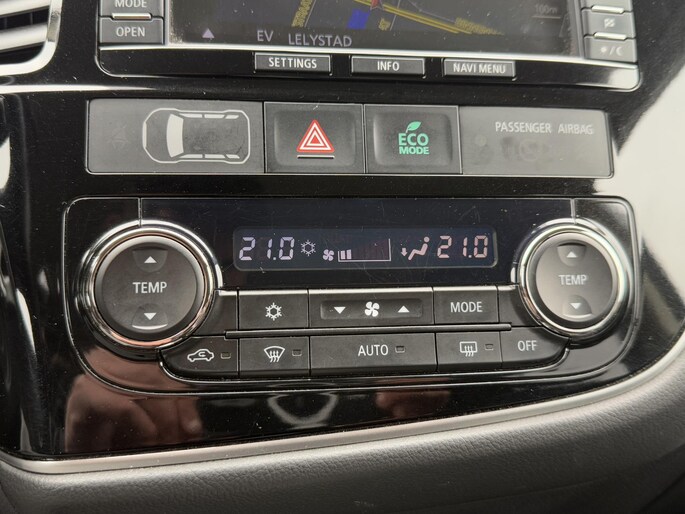 MODE
OPEN
EV LELYSTAD
SETTINGS
INFO
NAVI MENU
ECO
MODE
PASSENGER AIRBAG
21.0
21.0
TEMP
TEMP
MODE
AUTO
OFF